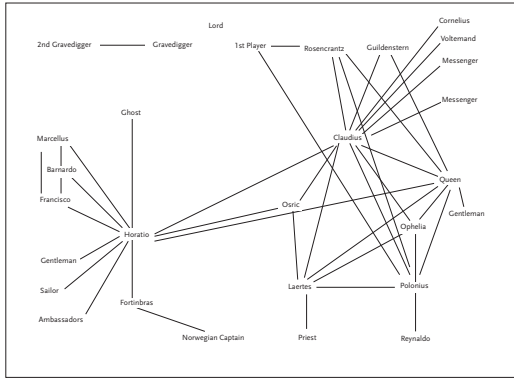 Lord
Cornelius
Voltemand
2nd Gravedigger
Gravedigger
1st Player
Rosencrantz
Guildenstern
Messenger
Messenger
Ghost
Claudius
Marcellus
Barnardo
Queen
Francisco
Osric
Gentleman
Ophelia
Horatio
Gentleman
Sailor
Laertes
Polonius
Fortinbras
Ambassadors
Norwegian Captain
Priest
Reynaldo